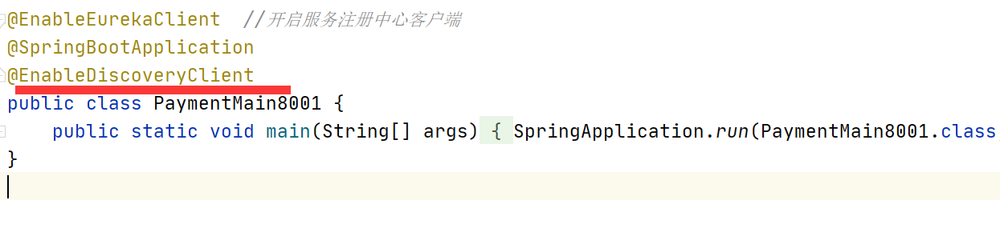 @EnableEurekaClient  //开启服务注册中心客户端
@SpringBootApplication
@EnableDiscoveryClient
public class PaymentMain8001 {
    public static void main(String[] args) { SpringApplication.run(PaymentMain8001.class
}